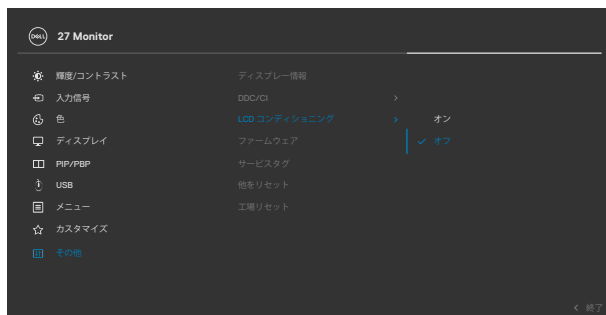 DELL 27 Monitor
輝度/コントラスト ディスプレー情報
入力信号 DDC/CI
色 LCD コンディショニング オン
ディスプレイ ファームウェア オフ
PIP/PBP サービスタグ
USB 他をリセット
メニュー 工場リセット
カスタマイズ
その他
終了